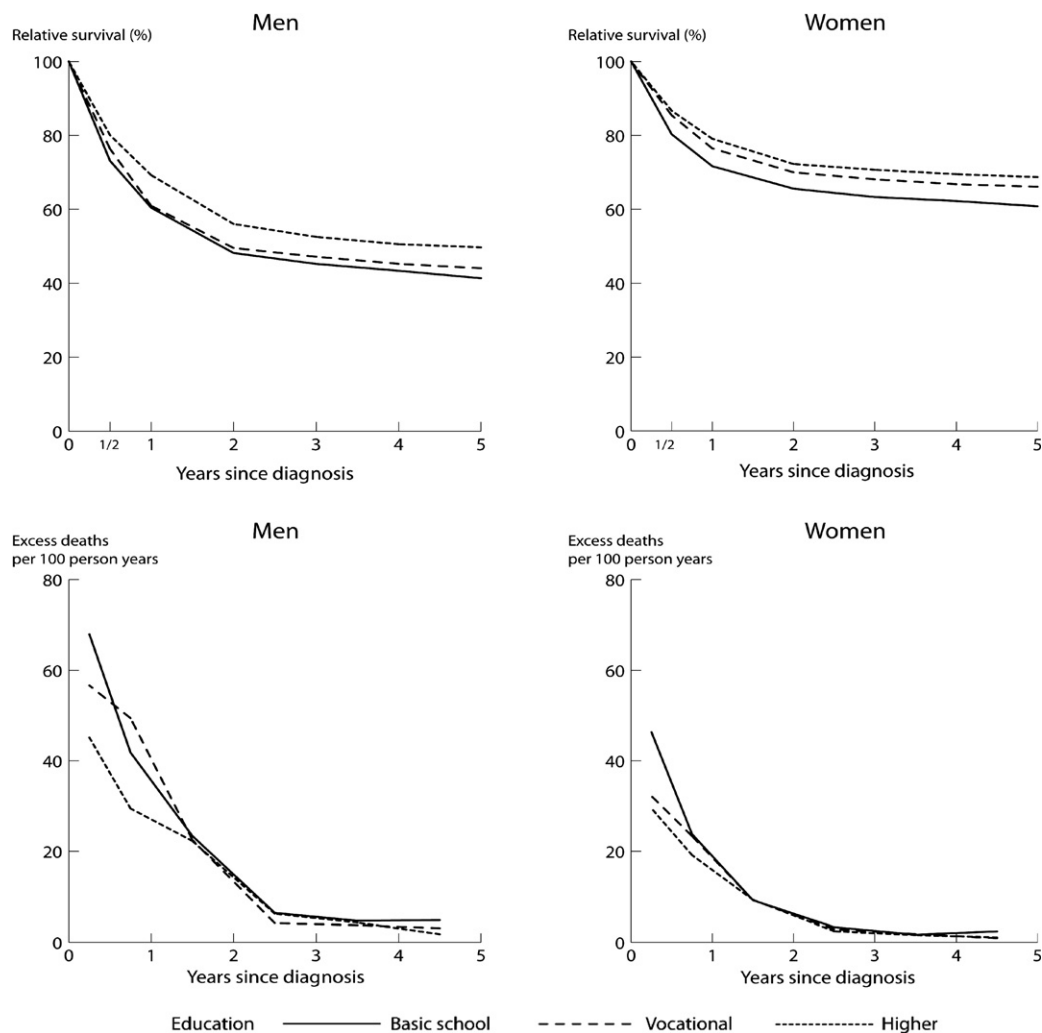 Men
Women
Relative survival (%)
Relative survival (%)
100
80
60
40
20
0
0 1/2 1 2 3 4 5
Years since diagnosis
100
80
60
40
20
0
0 1/2 1 2 3 4 5
Years since diagnosis
Men
Women
Excess deaths
per 100 person years
Excess deaths
per 100 person years
80
60
40
20
0
0 1 2 3 4 5
Years since diagnosis
80
60
40
20
0
0 1 2 3 4 5
Years since diagnosis
Education Basic school Vocational Higher